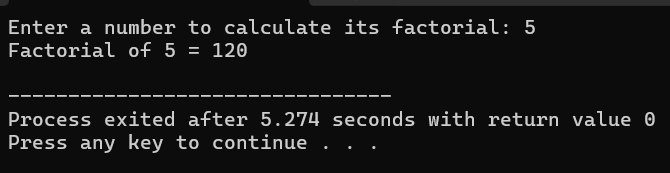 Enter a number to calculate its factorial: 5
Factorial of 5 = 120
--------------------------------
Process exited after 5.274 seconds with return value 0
Press any key to continue . . .